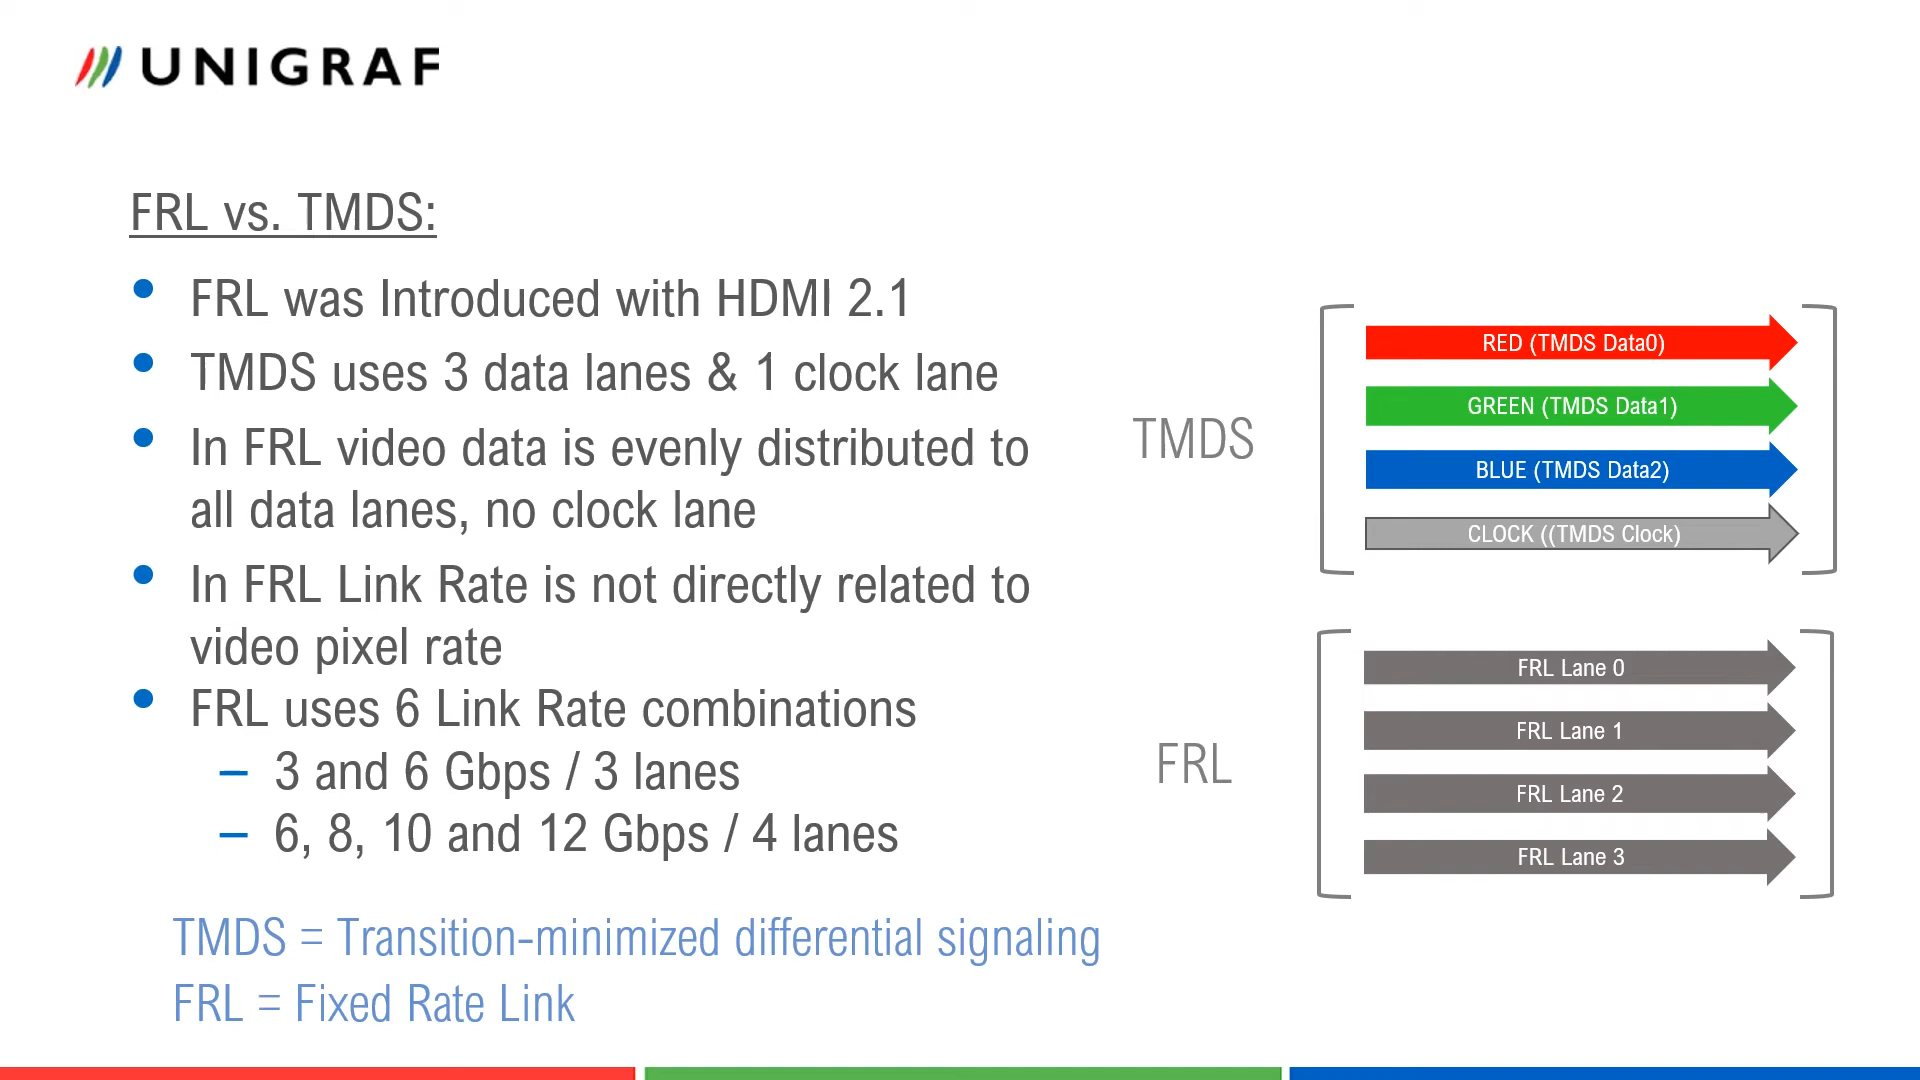 UNIGRAF
FRL vs. TMDS:
• FRL was Introduced with HDMI 2.1
• TMDS uses 3 data lanes & 1 clock lane
• In FRL video data is evenly distributed to
all data lanes, no clock lane
• In FRL Link Rate is not directly related to
video pixel rate
• FRL uses 6 Link Rate combinations
– 3 and 6 Gbps / 3 lanes
– 6, 8, 10 and 12 Gbps / 4 lanes
TMDS = Transition-minimized differential signaling
FRL = Fixed Rate Link
TMDS
RED (TMDS Data0)
GREEN (TMDS Data1)
BLUE (TMDS Data2)
CLOCK ((TMDS Clock)
FRL
FRL Lane 0
FRL Lane 1
FRL Lane 2
FRL Lane 3